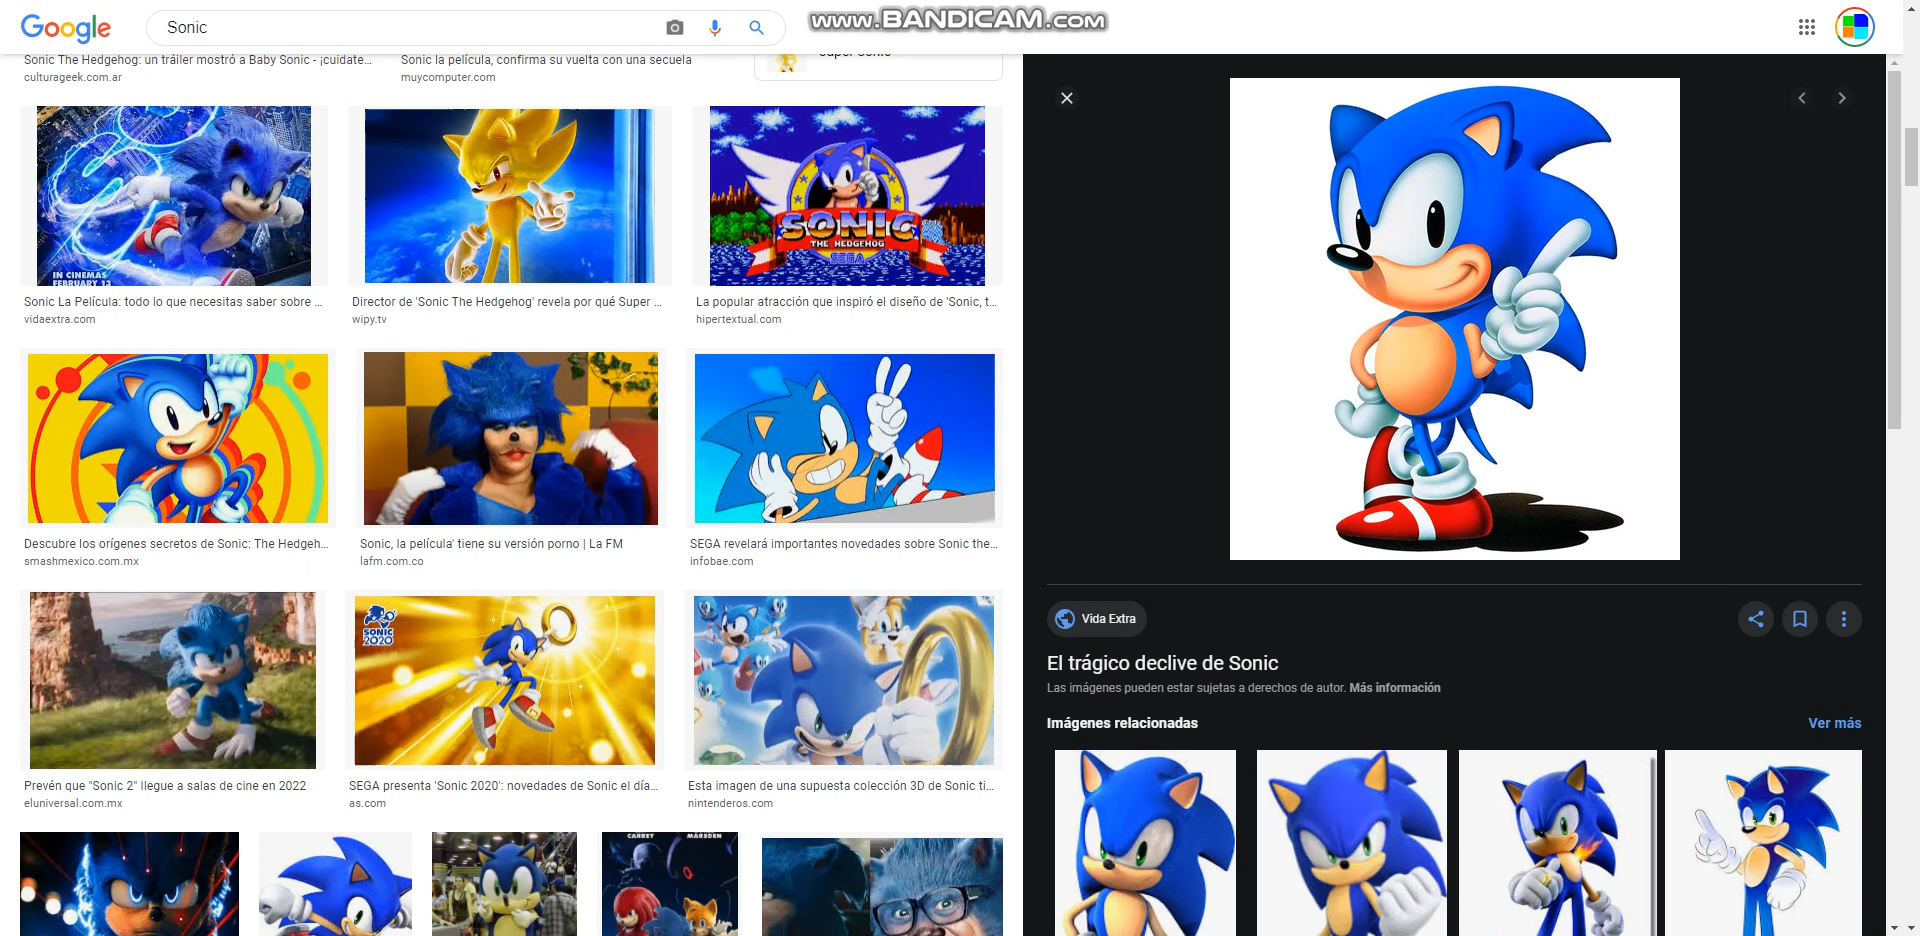 Google
Sonic
www.BANDICAM.com
Sonic The Hedgehog: un tráiler mostró a Baby Sonic - ¡cuidate...
culturageek.com.ar
Sonic la película, confirma su vuelta con una secuela
muycomputer.com
Super Sonic
IN CINEMAS
FEBRUARY 13
SONIC
THE HEDGEHOG
SEGA
Sonic La Película: todo lo que necesitas saber sobre ...
vidaextra.com
Director de 'Sonic The Hedgehog' revela por qué Super ...
wipy.tv
La popular atracción que inspiró el diseño de 'Sonic, t...
hipertextual.com
Descubre los orígenes secretos de Sonic: The Hedgeh...
smashmexico.com.mx
Sonic, la película' tiene su versión porno | La FM
lafm.com.co
SEGA revelará importantes novedades sobre Sonic the...
infobae.com
SONIC
2020
Prevén que "Sonic 2" llegue a salas de cine en 2022
eluniversal.com.mx
SEGA presenta 'Sonic 2020': novedades de Sonic el día...
as.com
Esta imagen de una supuesta colección 3D de Sonic ti...
nintenderos.com
CARREY
MARSDEN
Vida Extra
El trágico declive de Sonic
Las imágenes pueden estar sujetas a derechos de autor. Más información
Imágenes relacionadas
Ver más